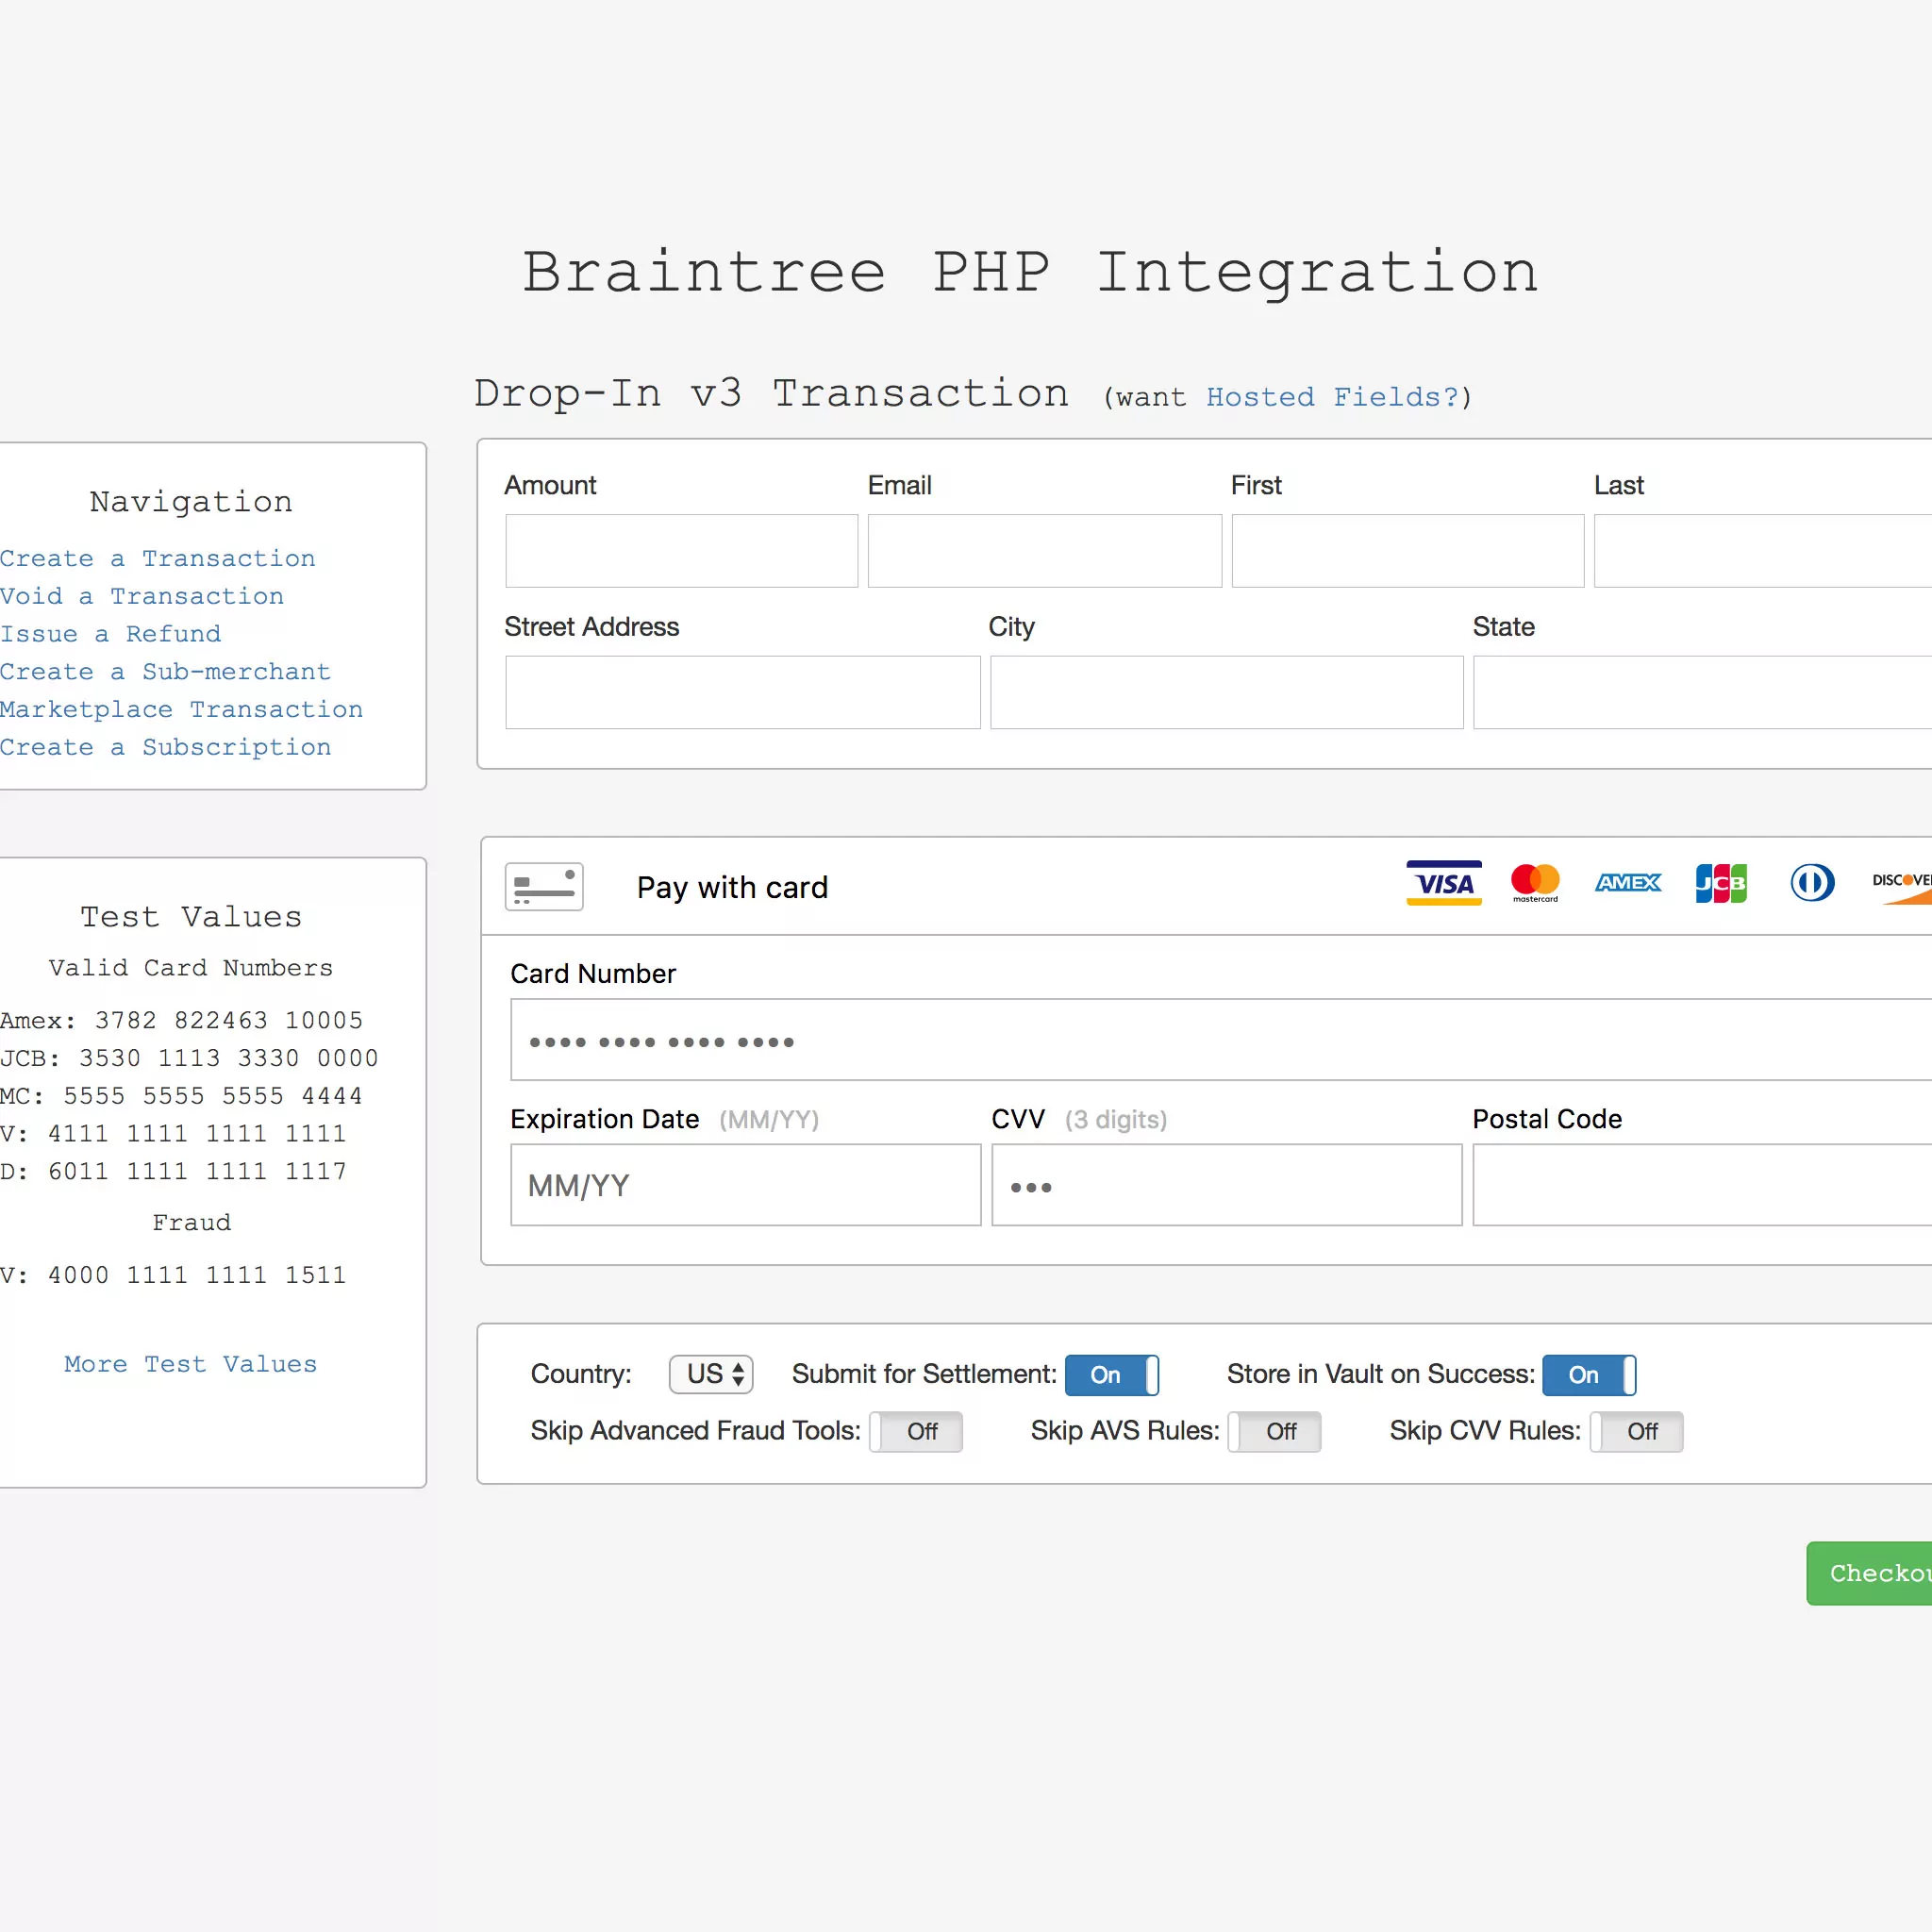 Braintree PHP Integration
Drop-In v3 Transaction (want Hosted Fields?)
Navigation
Create a Transaction
Void a Transaction
Issue a Refund
Create a Sub-merchant
Marketplace Transaction
Create a Subscription
Test Values
Valid Card Numbers
Amex: 3782 822463 10005
JCB: 3530 1113 3330 0000
MC: 5555 5555 5555 4444
V: 4111 1111 1111 1111
D: 6011 1111 1111 1117
Fraud
V: 4000 1111 1111 1511
More Test Values
Amount Email First Last
Street Address City State
Pay with card VISA mastercard AMEX JCB DISCOVE
Card Number
•••• •••• •••• ••••
Expiration Date (MM/YY) CVV (3 digits) Postal Code
MM/YY •••
Country: US Submit for Settlement: On Store in Vault on Success: On
Skip Advanced Fraud Tools: Off Skip AVS Rules: Off Skip CVV Rules: Off
Checkou